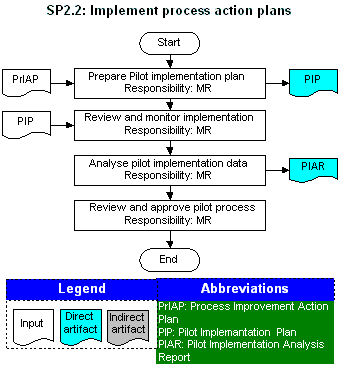 SP2.2: Implement process action plans
Start
PrIAP
Prepare Pilot implementation plan
Responsibility: MR
PIP
PIP
Review and monitor implementation
Responsibility: MR
Analyse pilot implementation data
Responsibility: MR
PIAR
Review and approve pilot process
Responsibility: MR
End
Legend
Abbreviations
Input
Direct
artifact
Indirect
artifact
PrIAP: Process Improvement Action
Plan
PIP: Pilot Implemantation Plan
PIAR: Pilot Implementation Analysis
Report